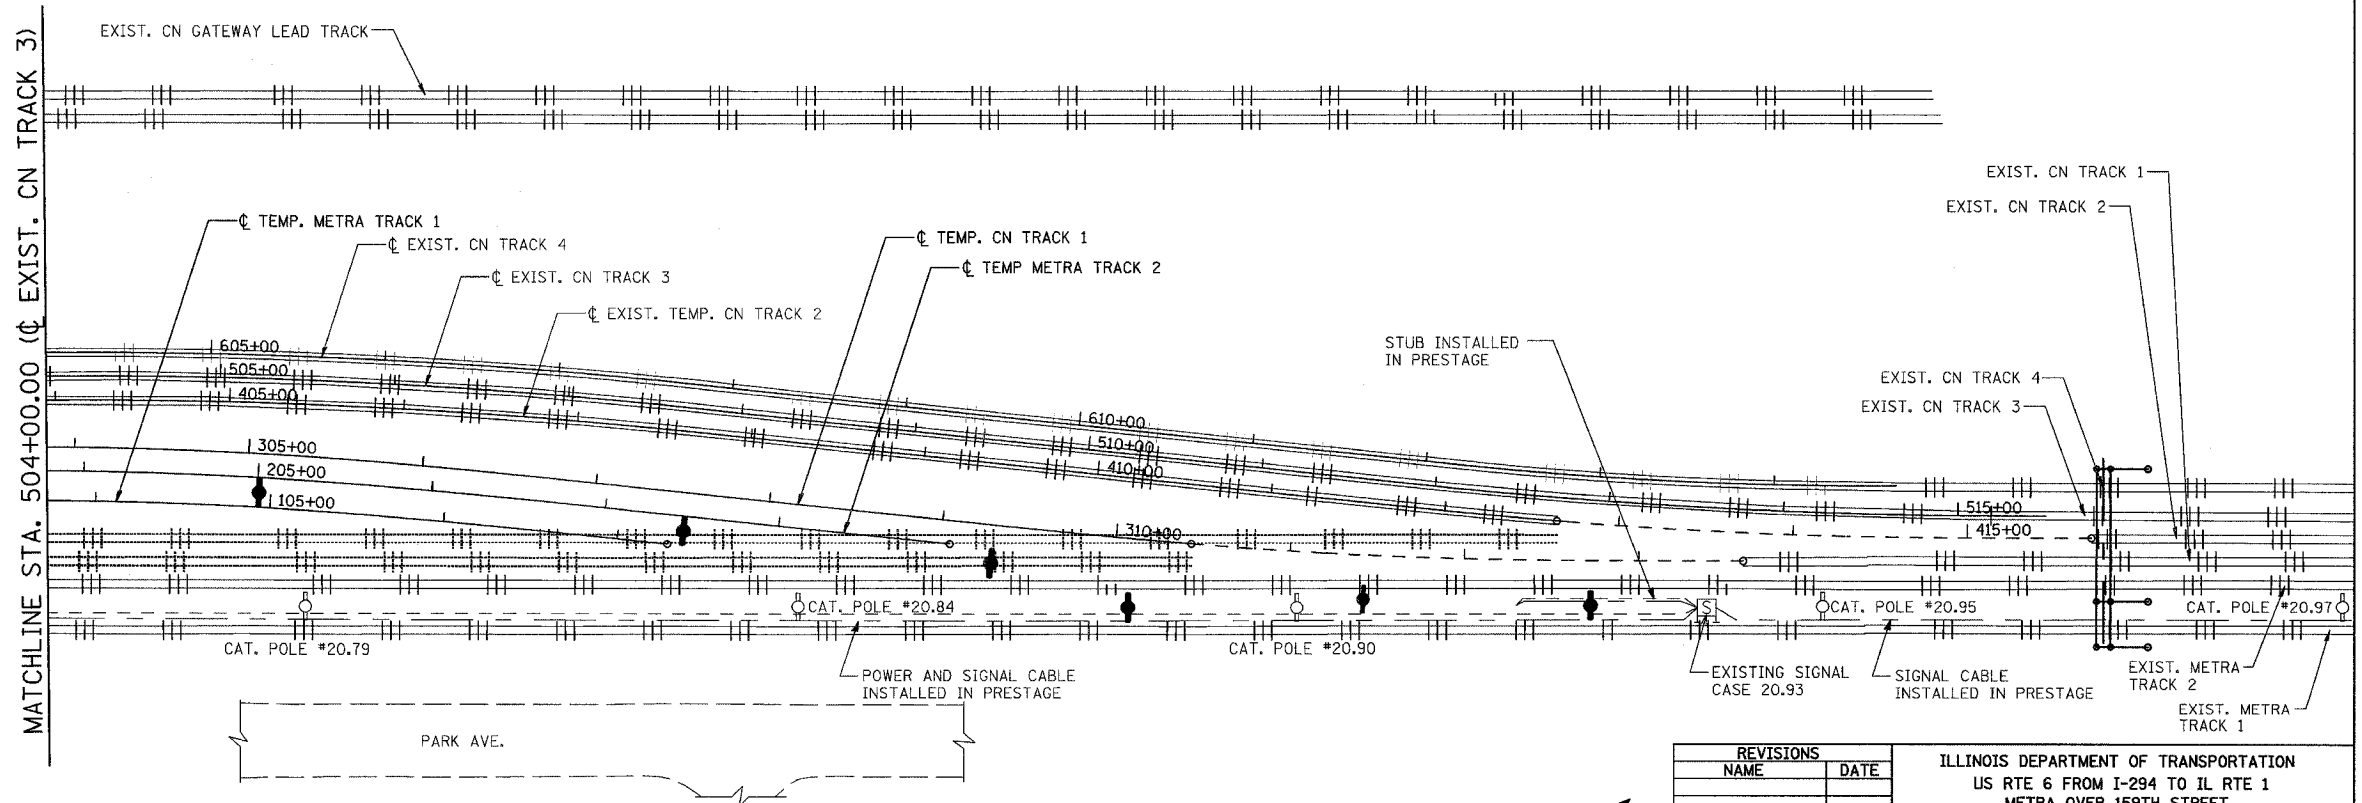 MATCHLINE STA. 504+00.00 (℄ EXIST. CN TRACK 3)
EXIST. CN GATEWAY LEAD TRACK
EXIST. CN TRACK 1
EXIST. CN TRACK 2
℄ TEMP. METRA TRACK 1
℄ EXIST. CN TRACK 4
℄ EXIST. CN TRACK 3
℄ EXIST. TEMP. CN TRACK 2
℄ TEMP. CN TRACK 1
℄ TEMP METRA TRACK 2
STUB INSTALLED
IN PRESTAGE
EXIST. CN TRACK 4
EXIST. CN TRACK 3
605+00
505+00
405+00
305+00
205+00
105+00
610+00
510+00
410+00
310+00
515+00
415+00
CAT. POLE #20.79
CAT. POLE #20.84
CAT. POLE #20.90
S
CAT. POLE #20.95
CAT. POLE #20.97
POWER AND SIGNAL CABLE
INSTALLED IN PRESTAGE
EXISTING SIGNAL
CASE 20.93
SIGNAL CABLE
INSTALLED IN PRESTAGE
EXIST. METRA
TRACK 2
EXIST. METRA
TRACK 1
PARK AVE.
REVISIONS
NAME DATE
ILLINOIS DEPARTMENT OF TRANSPORTATION
US RTE 6 FROM I-294 TO IL RTE 1
METRA OVER 159TH STREET